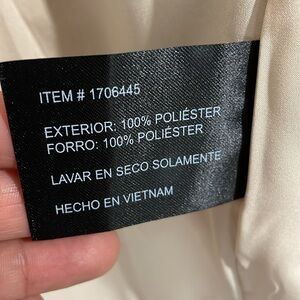 ITEM # 1706445
EXTERIOR: 100% POLIÉSTER
FORRO: 100% POLIÉSTER
LAVAR EN SECO SOLAMENTE
HECHO EN VIETNAM